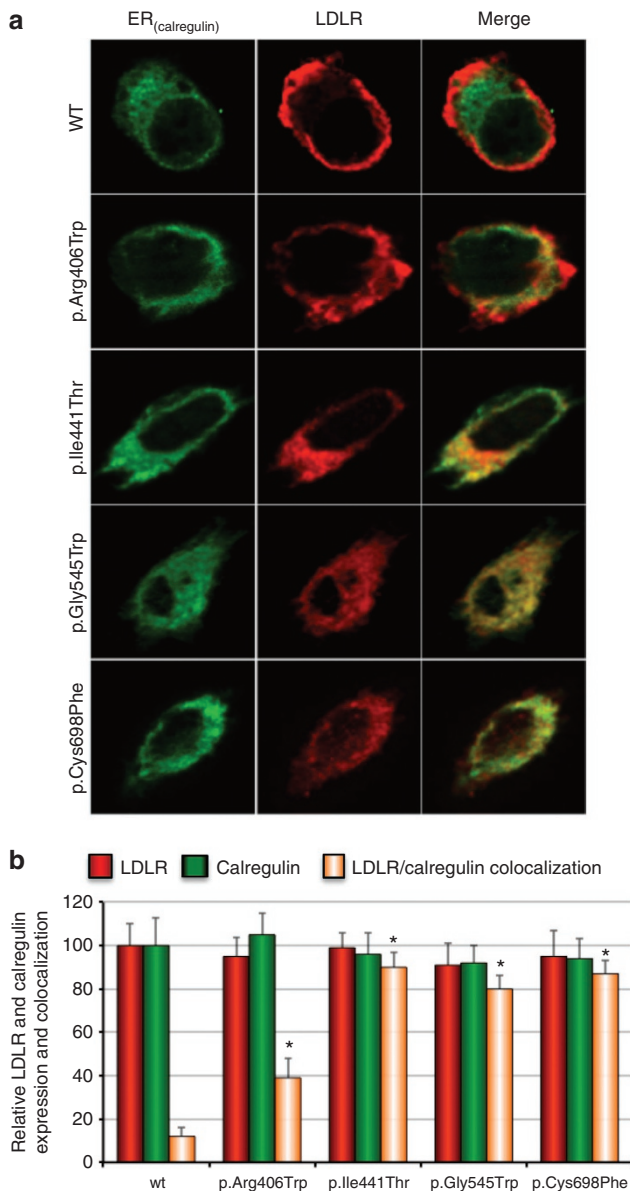 a
ER(calregulin) LDLR Merge
WT
p.Arg406Trp
p.Ile441Thr
p.Gly545Trp
p.Cys698Phe
b
LDLR Calregulin LDLR/calregulin colocalization
Relative LDLR and calregulin
expression and colocalization
120
100
80
60
40
20
0
* * * *
wt p.Arg406Trp p.Ile441Thr p.Gly545Trp p.Cys698Phe